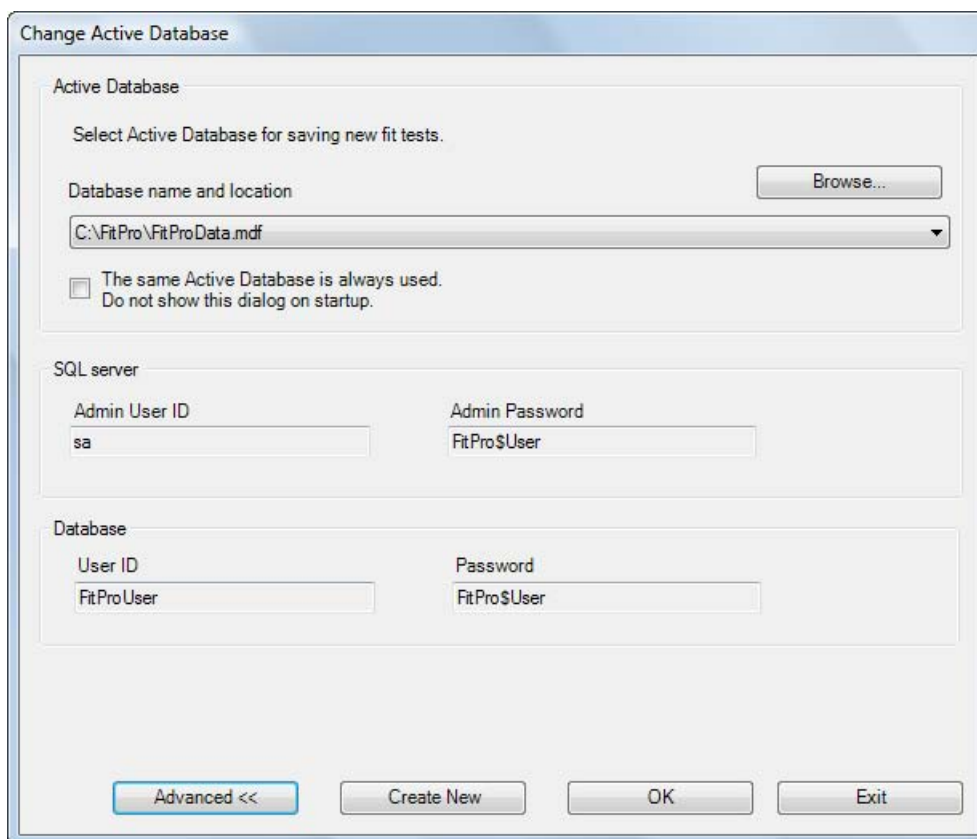 Change Active Database
Active Database
Select Active Database for saving new fit tests.
Database name and location
Browse...
C:\FitPro\FitProData.mdf
The same Active Database is always used.
Do not show this dialog on startup.
SQL server
Admin User ID
Admin Password
sa
FitPro$User
Database
User ID
Password
FitProUser
FitPro$User
Advanced <<
Create New
OK
Exit